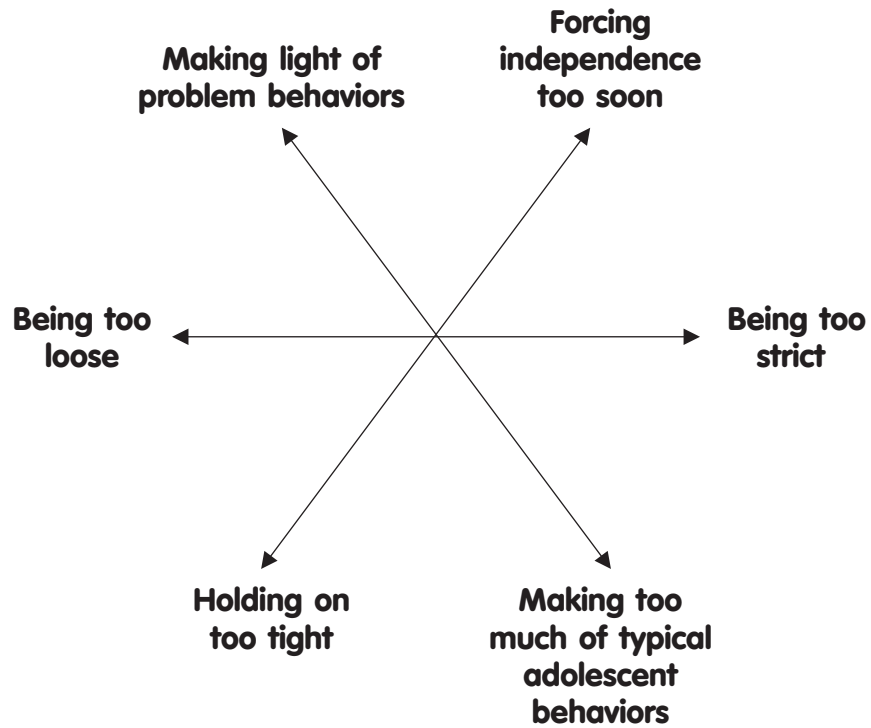 Making light of
problem behaviors
Forcing
independence
too soon
Being too
loose
Being too
strict
Holding on
too tight
Making too
much of typical
adolescent
behaviors